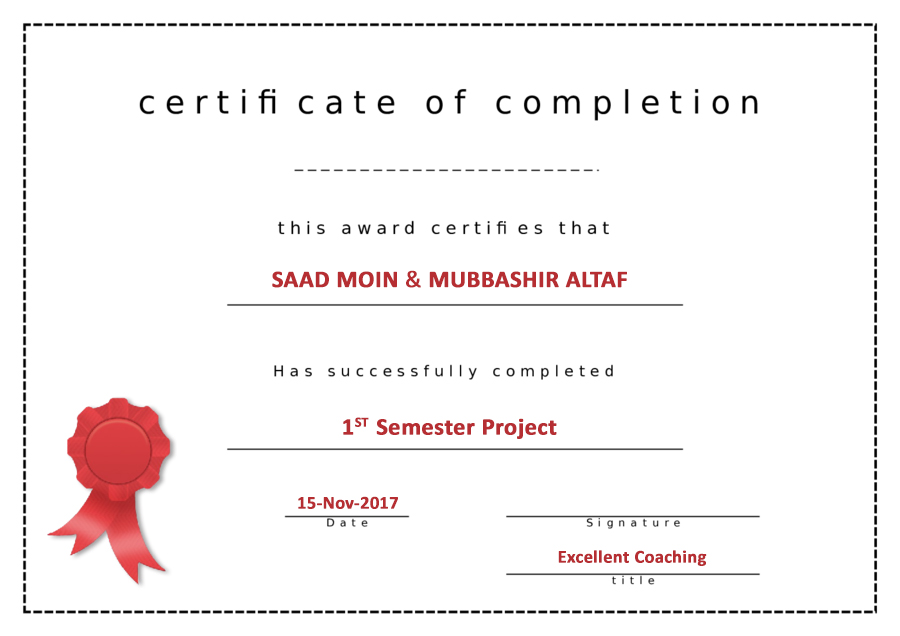 certificate of completion
this award certifies that
SAAD MOIN & MUBBASHIR ALTAF
Has successfully completed
1ST Semester Project
15-Nov-2017
Date
Signature
Excellent Coaching
title